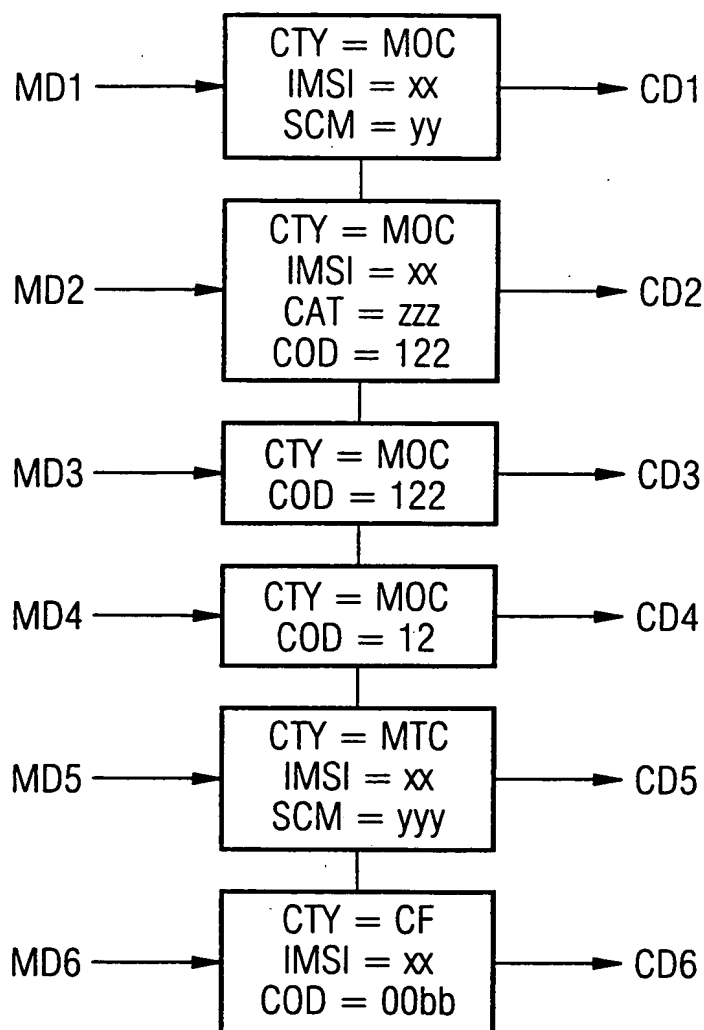 CTY = MOC
MD1 IMSI = xx CD1
SCM = yy
CTY = MOC
IMSI = xx
MD2 CD2
CAT = zzz
COD = 122
CTY = MOC
MD3 CD3
COD = 122
CTY = MOC
MD4 CD4
COD = 12
CTY = MTC
MD5 IMSI = xx CD5
SCM = yyy
CTY = CF
MD6 IMSI = xx CD6
COD = 00bb